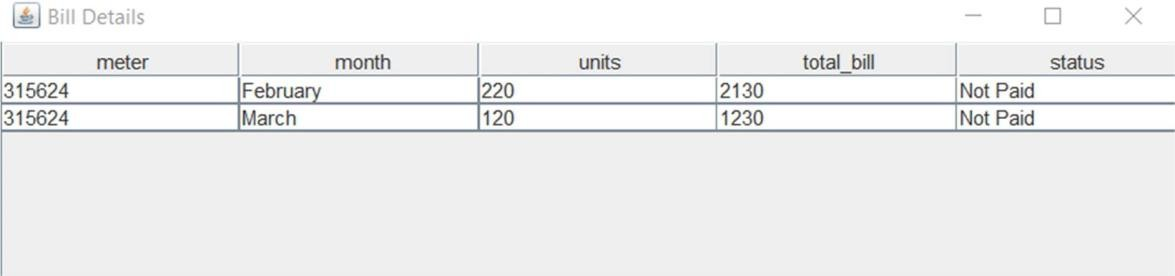 Bill Details
meter month units total_bill status
315624 February 220 2130 Not Paid
315624 March 120 1230 Not Paid